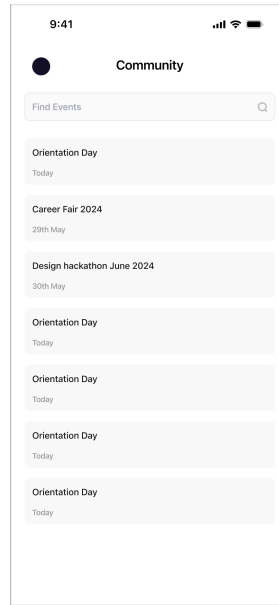 9:41
Community
Find Events
Orientation Day
Today
Career Fair 2024
29th May
Design hackathon June 2024
30th May
Orientation Day
Today
Orientation Day
Today
Orientation Day
Today
Orientation Day
Today